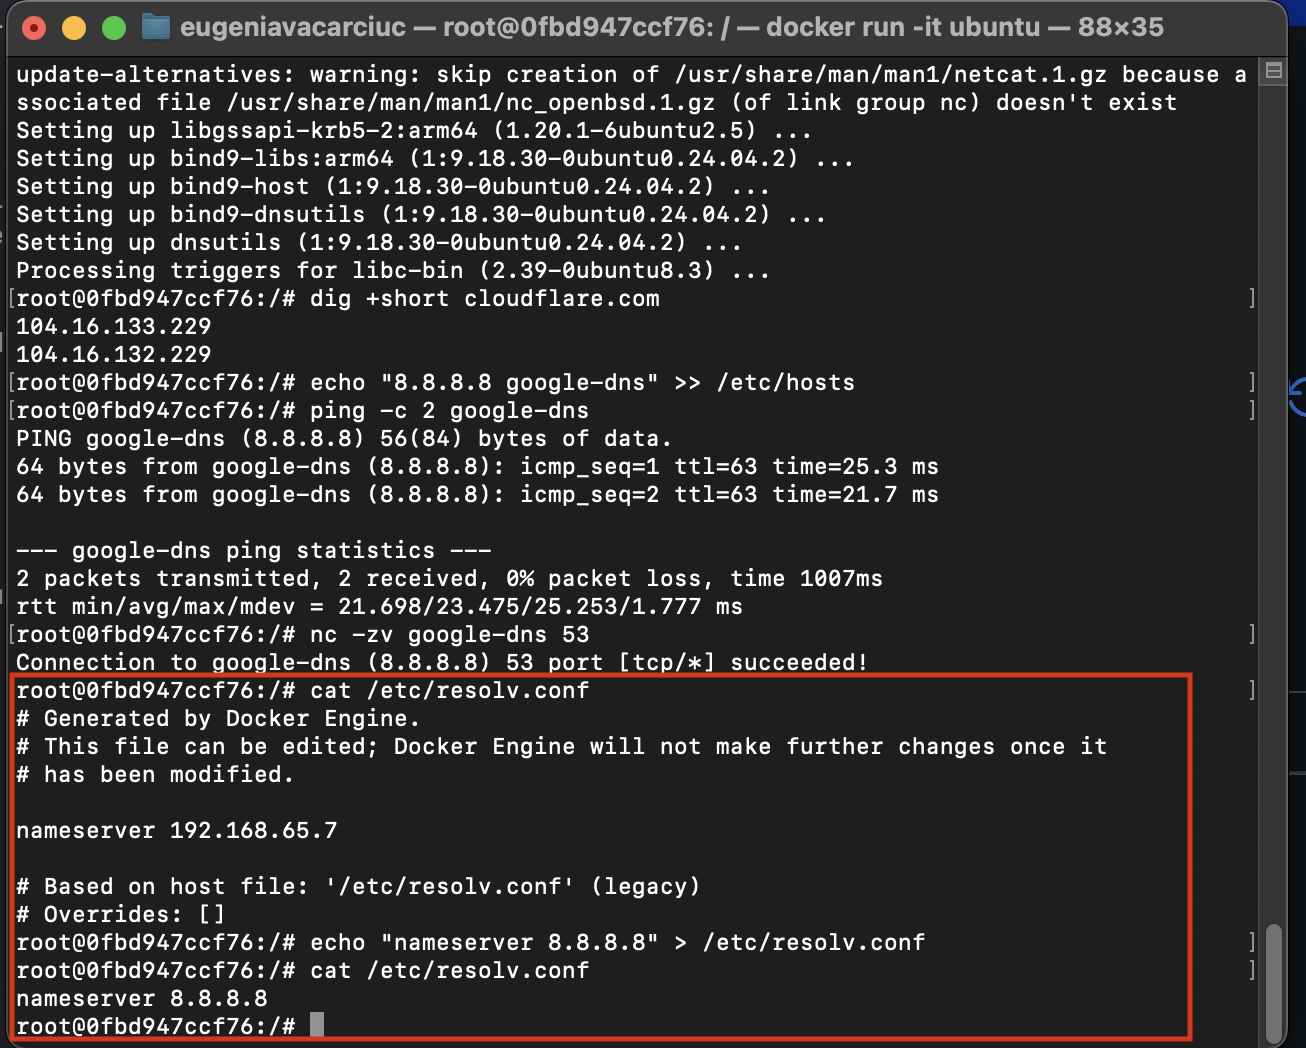 eugeniavacarciuc — root@0fbd947ccf76: / — docker run -it ubuntu — 88×35
update-alternatives: warning: skip creation of /usr/share/man/man1/netcat.1.gz because a
ssociated file /usr/share/man/man1/nc_openbsd.1.gz (of link group nc) doesn't exist
Setting up libgssapi-krb5-2:arm64 (1.20.1-6ubuntu2.5) ...
Setting up bind9-libs:arm64 (1:9.18.30-0ubuntu0.24.04.2) ...
Setting up bind9-host (1:9.18.30-0ubuntu0.24.04.2) ...
Setting up bind9-dnsutils (1:9.18.30-0ubuntu0.24.04.2) ...
Setting up dnsutils (1:9.18.30-0ubuntu0.24.04.2) ...
Processing triggers for libc-bin (2.39-0ubuntu8.3) ...
[root@0fbd947ccf76:/# dig +short cloudflare.com ]
104.16.133.229
104.16.132.229
[root@0fbd947ccf76:/# echo "8.8.8.8 google-dns" >> /etc/hosts ]
[root@0fbd947ccf76:/# ping -c 2 google-dns ]
PING google-dns (8.8.8.8) 56(84) bytes of data.
64 bytes from google-dns (8.8.8.8): icmp_seq=1 ttl=63 time=25.3 ms
64 bytes from google-dns (8.8.8.8): icmp_seq=2 ttl=63 time=21.7 ms

--- google-dns ping statistics ---
2 packets transmitted, 2 received, 0% packet loss, time 1007ms
rtt min/avg/max/mdev = 21.698/23.475/25.253/1.777 ms
[root@0fbd947ccf76:/# nc -zv google-dns 53 ]
Connection to google-dns (8.8.8.8) 53 port [tcp/*] succeeded!
root@0fbd947ccf76:/# cat /etc/resolv.conf ]
# Generated by Docker Engine.
# This file can be edited; Docker Engine will not make further changes once it
# has been modified.

nameserver 192.168.65.7

# Based on host file: '/etc/resolv.conf' (legacy)
# Overrides: []
root@0fbd947ccf76:/# echo "nameserver 8.8.8.8" > /etc/resolv.conf ]
root@0fbd947ccf76:/# cat /etc/resolv.conf ]
nameserver 8.8.8.8
root@0fbd947ccf76:/#